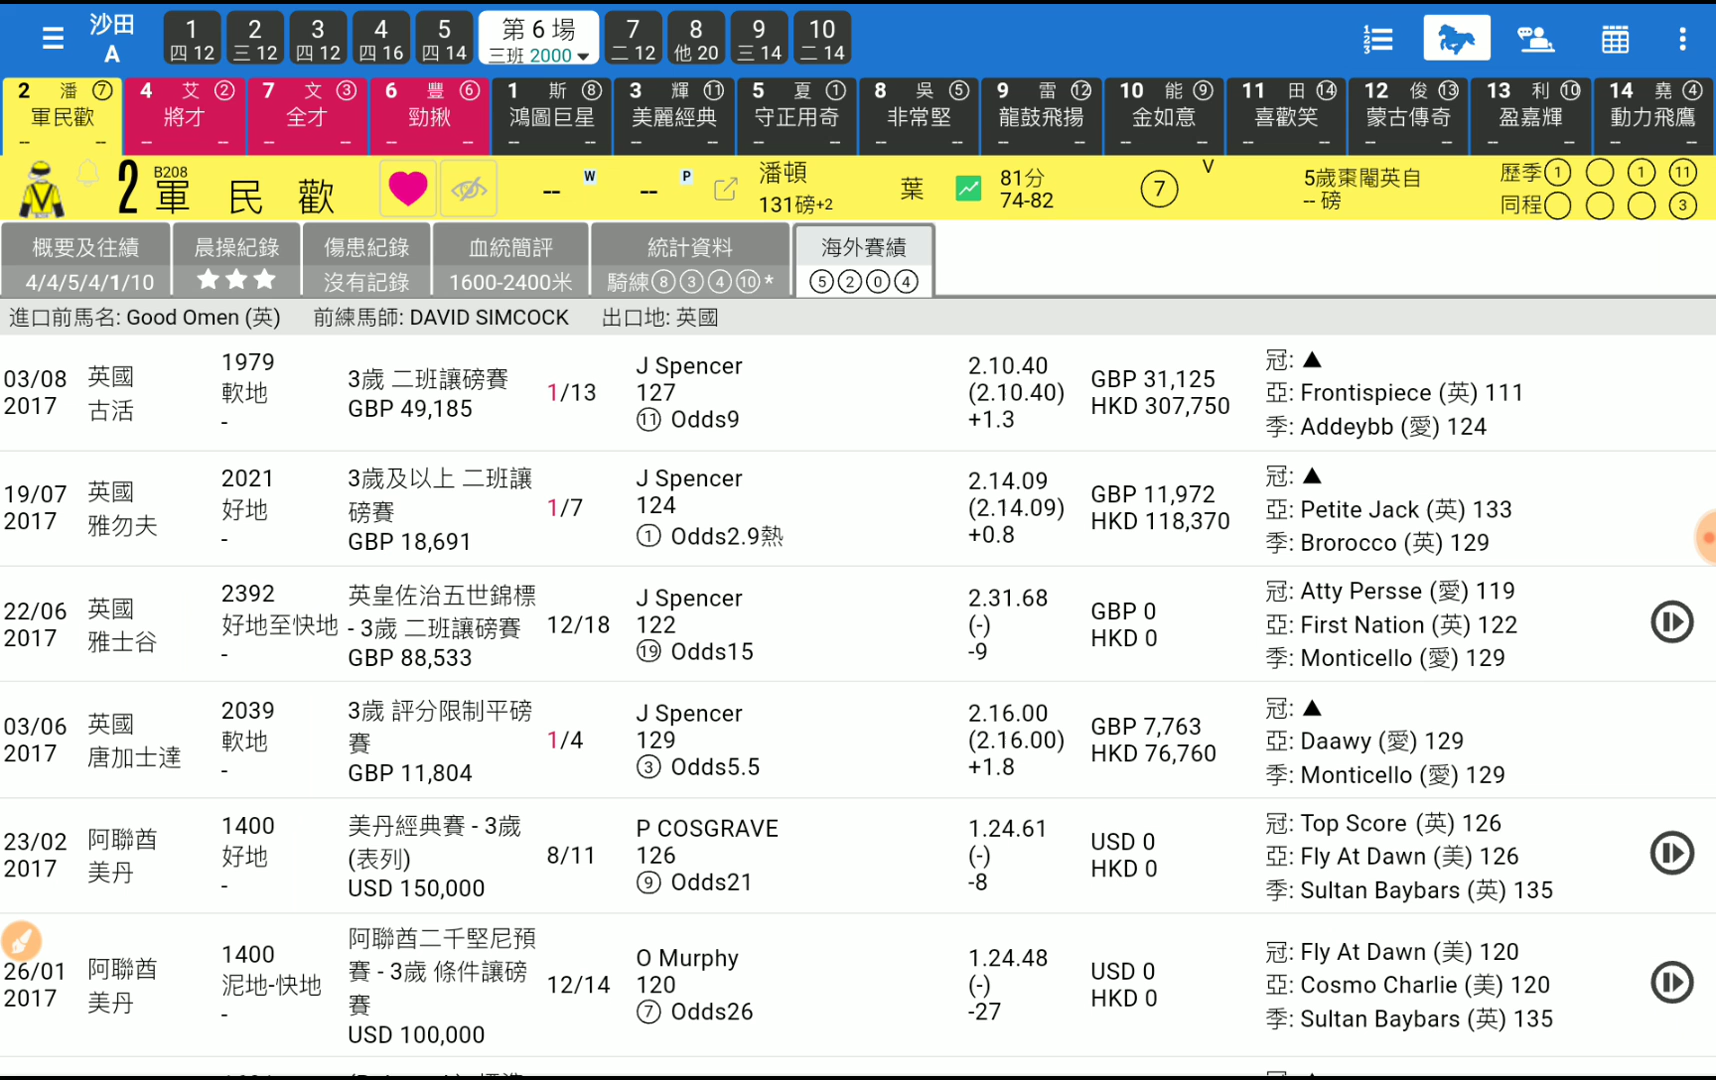 沙田
A
1
四 12
2
三 12
3
四 12
4
四 16
5
四 14
第 6 場
三班 2000
7
二 12
8
他 20
9
三 14
10
二 14
2 潘 ⑦
軍民歡
-- --
4 艾 ②
將才
-- --
7 文 ③
全才
-- --
6 豐 ⑥
勁揪
-- --
1 斯 ⑧
鴻圖巨星
-- --
3 輝 ⑪
美麗經典
-- --
5 夏 ①
守正用奇
-- --
8 吳 ⑤
非常堅
-- --
9 雷 ⑫
龍鼓飛揚
-- --
10 能 ⑨
金如意
-- --
11 田 ⑭
喜歡笑
-- --
12 俊 ⑬
蒙古傳奇
-- --
13 利 ⑩
盈嘉輝
-- --
14 堯 ④
動力飛鷹
-- --
2 B208
軍 民 歡
-- W
-- P
潘頓
131磅+2
葉
81分
74-82
⑦ V
5歲棗閹英自
-- 磅
歷季 ① ① ⑪
同程 ③
概要及往績
4/4/5/4/1/10
晨操紀錄
★★★
傷患紀錄
沒有記錄
血統簡評
1600-2400米
統計資料
騎練⑧③④⑩*
海外賽績
⑤②⓪④
進口前馬名: Good Omen (英) 前練馬師: DAVID SIMCOCK 出口地: 英國
03/08
2017
英國
古活
1979
軟地
-
3歲 二班讓磅賽
GBP 49,185
1/13
J Spencer
127
⑪ Odds9
2.10.40
(2.10.40)
+1.3
GBP 31,125
HKD 307,750
冠: ▲
亞: Frontispiece (英) 111
季: Addeybb (愛) 124
19/07
2017
英國
雅勿夫
2021
好地
-
3歲及以上 二班讓
磅賽
GBP 18,691
1/7
J Spencer
124
① Odds2.9熱
2.14.09
(2.14.09)
+0.8
GBP 11,972
HKD 118,370
冠: ▲
亞: Petite Jack (英) 133
季: Brorocco (英) 129
22/06
2017
英國
雅士谷
2392
好地至快地
-
英皇佐治五世錦標
- 3歲 二班讓磅賽
GBP 88,533
12/18
J Spencer
122
⑲ Odds15
2.31.68
(-)
-9
GBP 0
HKD 0
冠: Atty Persse (愛) 119
亞: First Nation (英) 122
季: Monticello (愛) 129
03/06
2017
英國
唐加士達
2039
軟地
-
3歲 評分限制平磅
賽
GBP 11,804
1/4
J Spencer
129
③ Odds5.5
2.16.00
(2.16.00)
+1.8
GBP 7,763
HKD 76,760
冠: ▲
亞: Daawy (愛) 129
季: Monticello (愛) 129
23/02
2017
阿聯酋
美丹
1400
好地
-
美丹經典賽 - 3歲
(表列)
USD 150,000
8/11
P COSGRAVE
126
⑨ Odds21
1.24.61
(-)
-8
USD 0
HKD 0
冠: Top Score (英) 126
亞: Fly At Dawn (美) 126
季: Sultan Baybars (英) 135
26/01
2017
阿聯酋
美丹
1400
泥地-快地
-
阿聯酋二千堅尼預
賽 - 3歲 條件讓磅
賽
USD 100,000
12/14
O Murphy
120
⑦ Odds26
1.24.48
(-)
-27
USD 0
HKD 0
冠: Fly At Dawn (美) 120
亞: Cosmo Charlie (美) 120
季: Sultan Baybars (英) 135